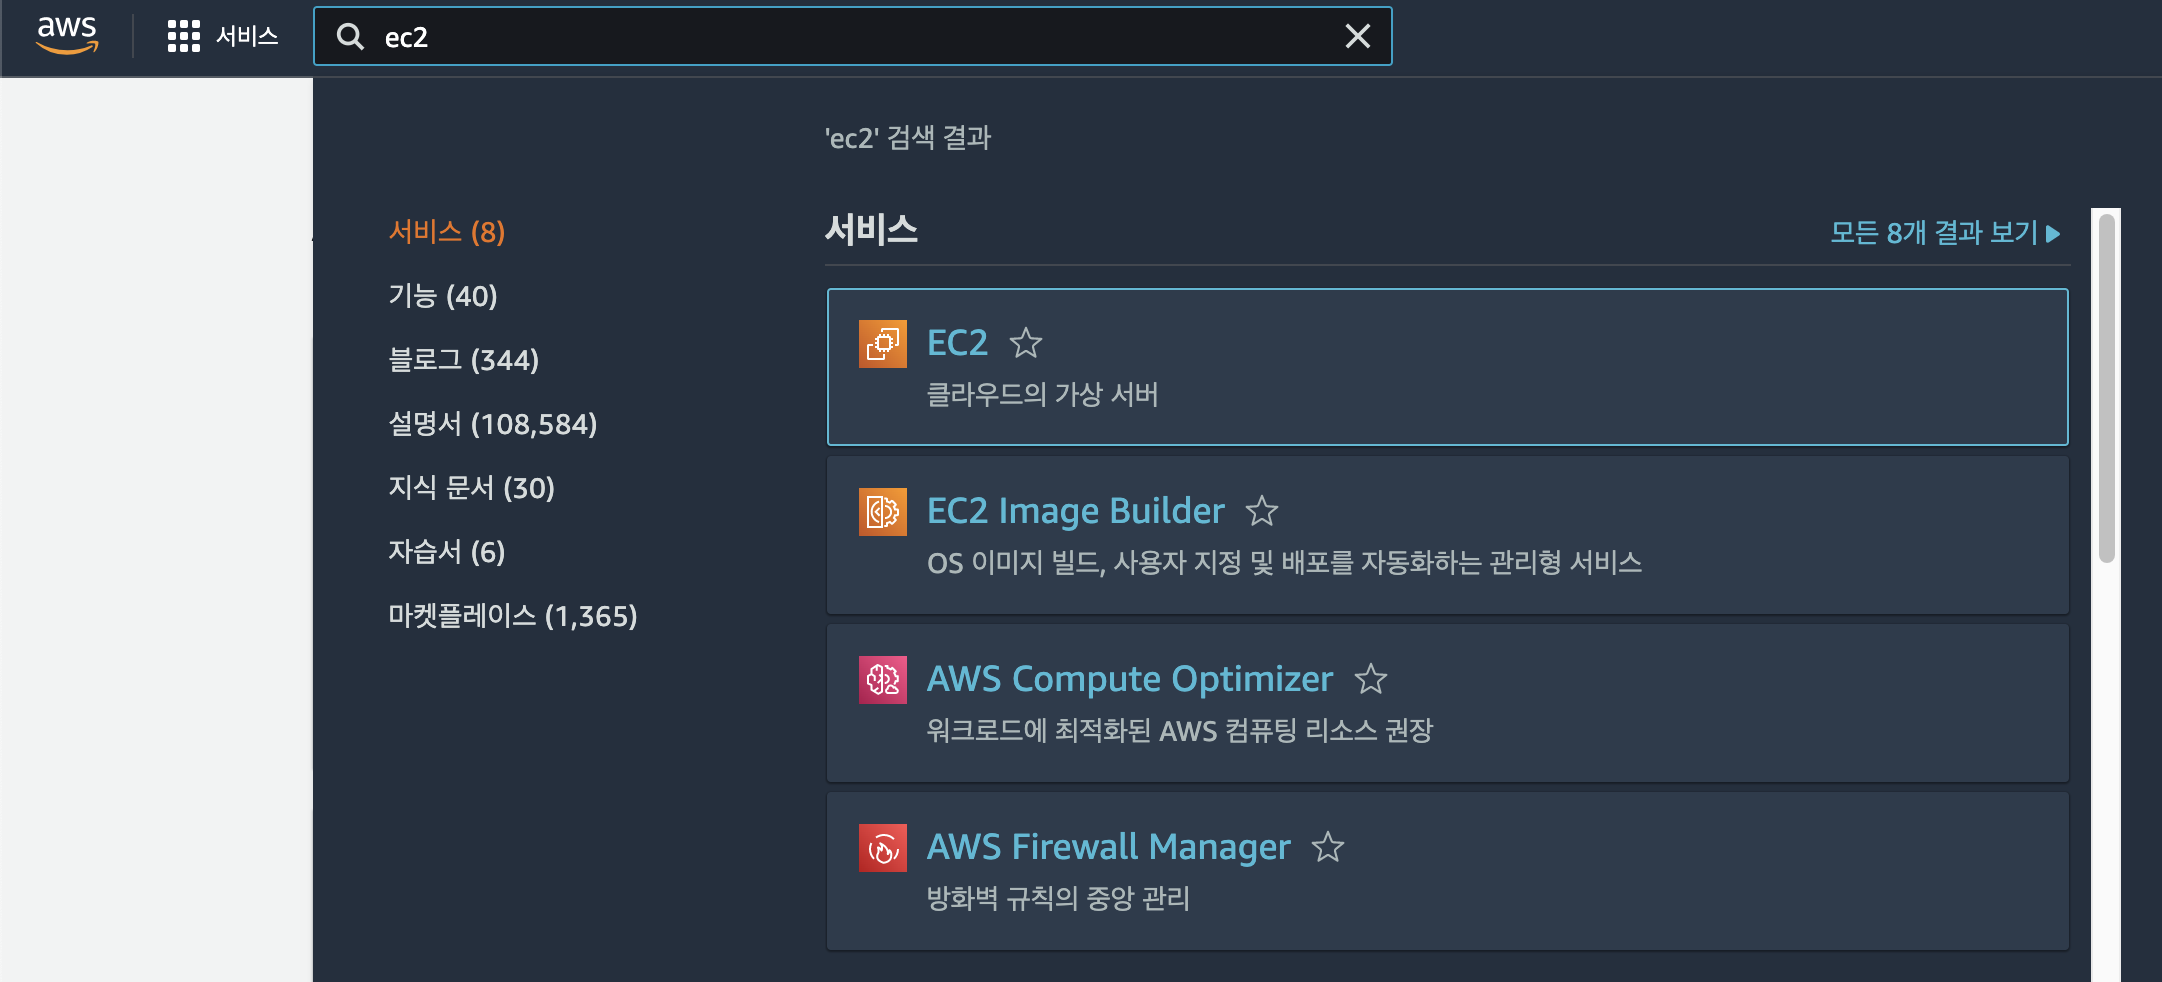 aws 서비스 ec2
'ec2' 검색 결과
서비스 (8)
기능 (40)
블로그 (344)
설명서 (108,584)
지식 문서 (30)
자습서 (6)
마켓플레이스 (1,365)
서비스 모든 8개 결과 보기
EC2
클라우드의 가상 서버
EC2 Image Builder
OS 이미지 빌드, 사용자 지정 및 배포를 자동화하는 관리형 서비스
AWS Compute Optimizer
워크로드에 최적화된 AWS 컴퓨팅 리소스 권장
AWS Firewall Manager
방화벽 규칙의 중앙 관리